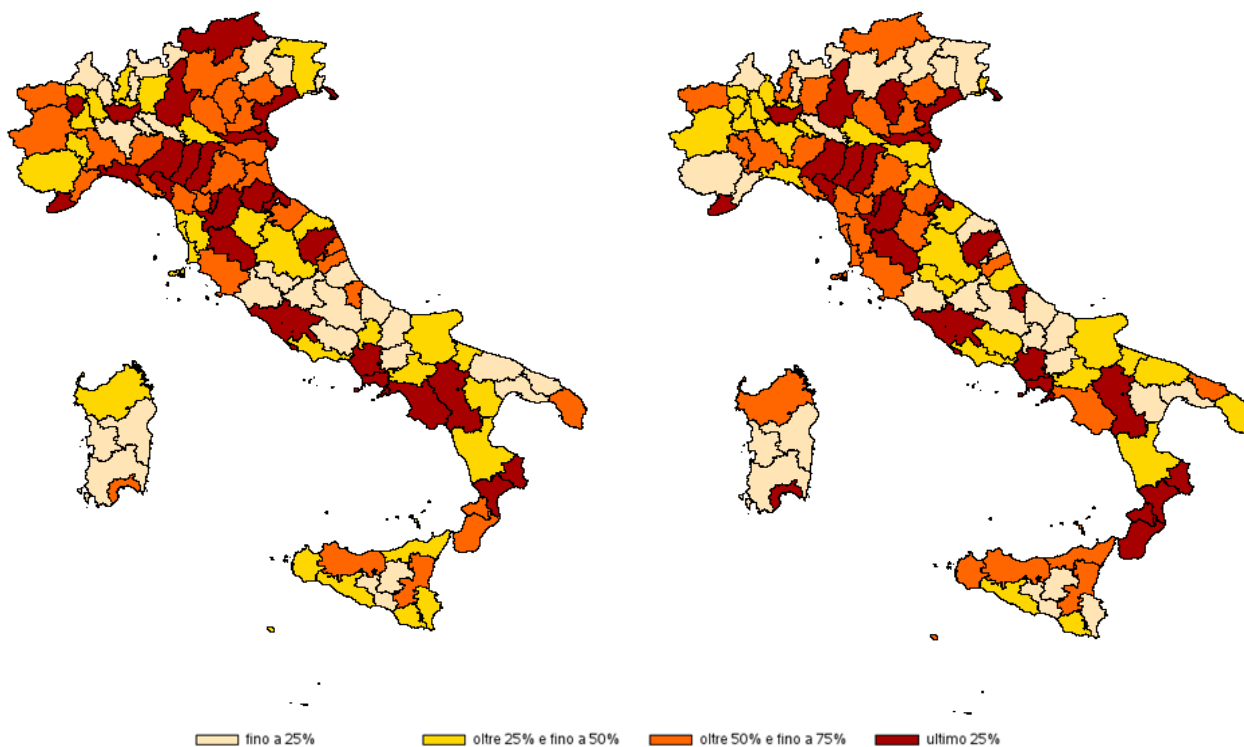 fino a 25%
oltre 25% e fino a 50%
oltre 50% e fino a 75%
ultimo 25%